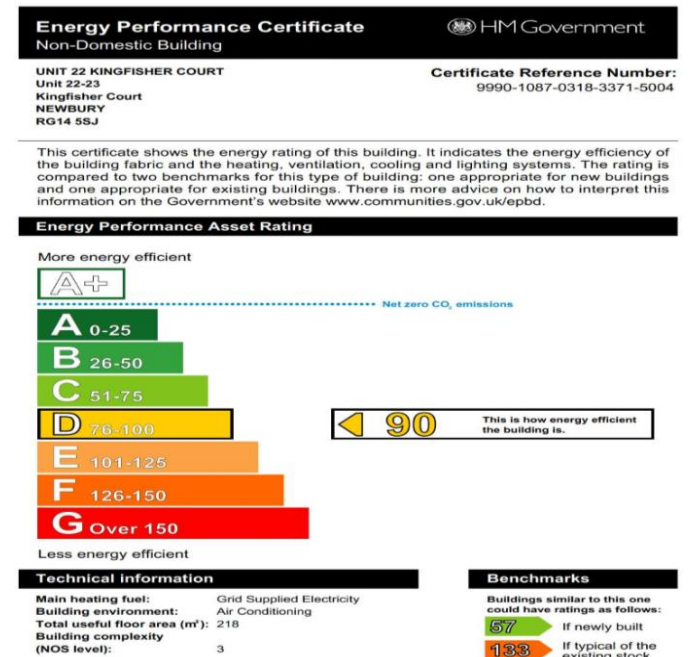 Energy Performance Certificate
Non-Domestic Building
HM Government
UNIT 22 KINGFISHER COURT
Unit 22-23
Kingfisher Court
NEWBURY
RG14 5SJ
Certificate Reference Number:
9990-1087-0318-3371-5004
This certificate shows the energy rating of this building. It indicates the energy efficiency of
the building fabric and the heating, ventilation, cooling and lighting systems. The rating is
compared to two benchmarks for this type of building: one appropriate for new buildings
and one appropriate for existing buildings. There is more advice on how to interpret this
information on the Government's website www.communities.gov.uk/epbd.
Energy Performance Asset Rating
More energy efficient
A+
Net zero CO₂ emissions
A 0-25
B 26-50
C 51-75
D 76-100
90 This is how energy efficient
the building is.
E 101-125
F 126-150
G Over 150
Less energy efficient
Technical information
Main heating fuel: Grid Supplied Electricity
Building environment: Air Conditioning
Total useful floor area (m²): 218
Building complexity
(NOS level): 3
Benchmarks
Buildings similar to this one
could have ratings as follows:
57 If newly built
133 If typical of the
existing stock